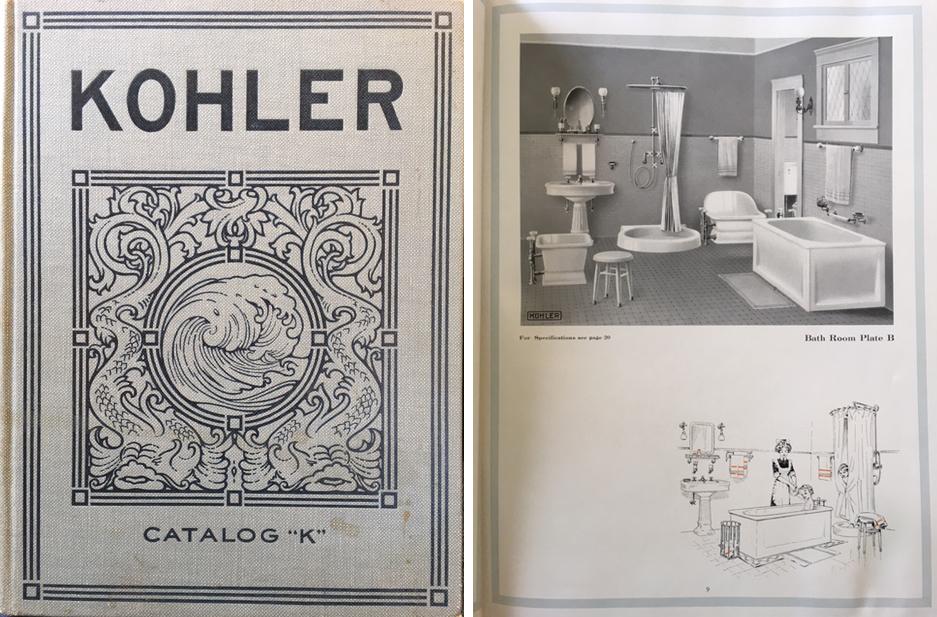 KOHLER
CATALOG “K”
KOHLER
For Specifications see page 20
Bath Room Plate B
9